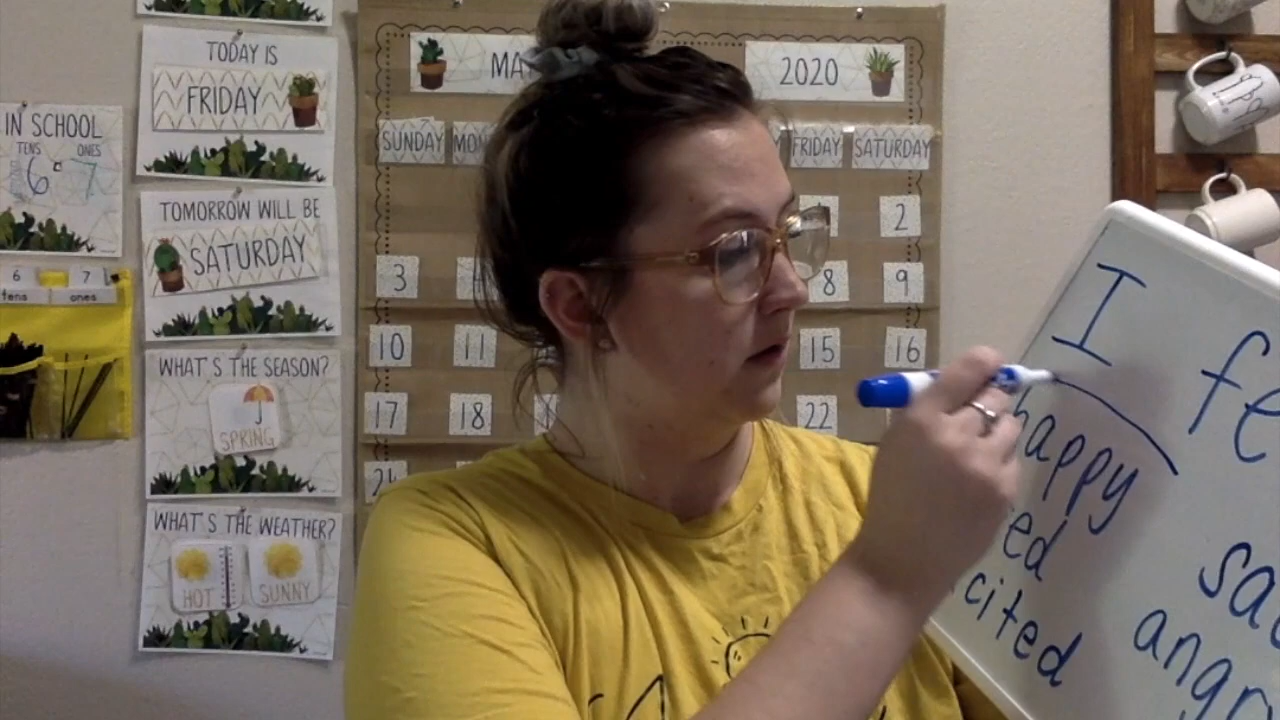 TODAY IS
FRIDAY
IN SCHOOL
TENS ONES
6 7
6 7
tens ones
TOMORROW WILL BE
SATURDAY
WHAT'S THE SEASON?
SPRING
WHAT'S THE WEATHER?
HOT SUNNY
2020
SUNDAY FRIDAY SATURDAY
2
3 8 9
10 11 15 16
17 18 22
24
I
happy
angry